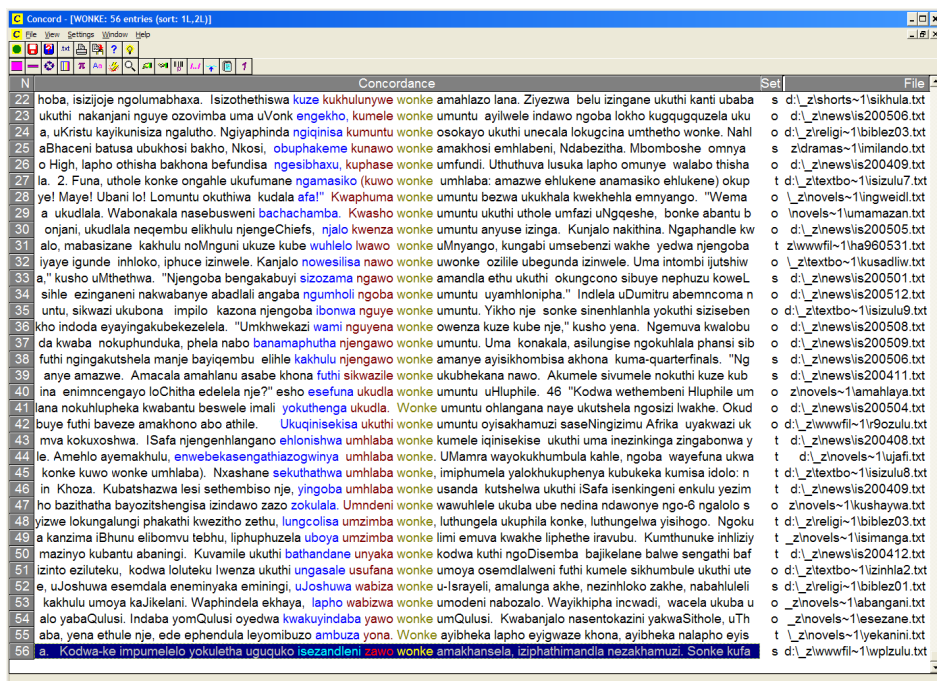 Concord - [WONKE: 56 entries (sort: 1L,2L)]
File View Settings Window Help
N Concordance Set File
22 hoba, isizijoje ngolumabhaxa. Isizothethiswa kuze kukhulunywe wonke amahlazo lana. Ziyezwa belu izingane ukuthi kanti ubaba s d:\_z\shorts~1\sikhula.txt
23 ukuthi nakanjani nguye ozovimba uma uVonk engekho, kumele wonke umuntu ayilwele indawo ngoba lokho kugqugquzela uku o d:\_z\news\is200506.txt
24 a, uKristu kayikunisiza ngalutho. Ngiyaphinda ngiqinisa kumuntu wonke osokayo ukuthi unecala lokugcina umthetho wonke. Nahl o d:\_z\religi~1\biblez03.txt
25 aBhaceni batusa ubukhosi bakho, Nkosi, obuphakeme kunawo wonke amakhosi emhlabeni, Ndabezitha. Mbomboshe omnya s z\dramas~1\imilando.txt
26 o High, lapho othisha bakhona befundisa ngesibhaxu, kuphase wonke umfundi. Uthuthuva lusuka lapho omunye walabo thisha o d:\_z\news\is200409.txt
27 la. 2. Funa, uthole konke ongahle ukufumane ngamasiko (kuwo wonke umhlaba: amazwe ehlukene anamasiko ehlukene) okup t d:\_z\textbo~1\isizulu7.txt
28 ye! Maye! Ubani lo! Lomuntu okuthiwa kudala afa!" Kwaphuma wonke umuntu bezwa ukukhala kwekhehla emnyango. "Wema o \_z\novels~1\ingweidl.txt
29 a ukudlala. Wabonakala nasebusweni bachachamba. Kwasho wonke umuntu ukuthi uthole umfazi uNgqeshe, bonke abantu b o \novels~1\umamazan.txt
30 onjani, ukudlala neqembu elikhulu njengeChiefs, njalo kwenza wonke umuntu anyuse izinga. Kunjalo nakithina. Ngaphandle kw o d:\_z\news\is200505.txt
31 alo, mabasizane kakhulu noMnguni ukuze kube wuhlelo lwawo wonke uMnyango, kungabi umsebenzi wakhe yedwa njengoba t z\wwwfil~1\ha960531.txt
32 iyaye igunde inhloko, iphuce izinwele. Kanjalo nowesilisa nawo wonke uwonke ozilile ubegunda izinwele. Uma intombi ijutshiw o \_z\textbo~1\kusadliw.txt
33 a," kusho uMthethwa. "Njengoba bengakabuyi sizozama ngawo wonke amandla ethu ukuthi okungcono sibuye nephuzu koweL s d:\_z\news\is200501.txt
34 sihle ezinganeni nakwabanye abadlali angaba ngumholi ngoba wonke umuntu uyamhlonipha." Indlela uDumitru abemncoma n o d:\_z\news\is200512.txt
35 untu, sikwazi ukubona impilo kazona njengoba ibonwa nguye wonke umuntu. Yikho nje sonke sinenhlanhla yokuthi siziseben o d:\_z\textbo~1\isizulu9.txt
36 kho indoda eyayingakubekezelela. "Umkhwekazi wami nguyena wonke owenza kuze kube nje," kusho yena. Ngemuva kwalobu o d:\_z\news\is200508.txt
37 da kwaba nokuphunduka, phela nabo banamaphutha njengawo wonke umuntu. Uma konakala, asilungise ngokuhlala phansi sib o d:\_z\news\is200509.txt
38 futhi ngingakutshela manje bayiqembu elihle kakhulu njengawo wonke amanye ayisikhombisa akhona kuma-quarterfinals. "Ng s d:\_z\news\is200506.txt
39 anye amazwe. Amacala amahlanu asabe khona futhi sikwazile wonke ukubhekana nawo. Akumele sivumele nokuthi kuze kub s d:\_z\news\is200411.txt
40 ina enimncengayo loChitha edelela nje?" esho esefuna ukudla wonke umuntu uHluphile. 46 "Kodwa wethembeni Hluphile um o z\novels~1\amahlaya.txt
41 lana nokuhlupheka kwabantu beswele imali yokuthenga ukudla. Wonke umuntu ohlangana naye ukutshela ngosizi lwakhe. Okud o d:\_z\news\is200504.txt
42 buye futhi baveze amakhono abo athile. Ukuqinisekisa ukuthi wonke umuntu oyisakhamuzi saseNingizimu Afrika uyakwazi uk o d:\_z\wwwfil~1\r9ozulu.txt
43 mva kokuxoshwa. ISafa njengenhlangano ehlonishwa umhlaba wonke kumele iqinisekise ukuthi uma inezinkinga zingabonwa y t d:\_z\news\is200408.txt
44 le. Amehlo ayemakhulu, enwebekasengathiazogwinya umhlaba wonke. UMamra wayokukhumbula kahle, ngoba wayefuna ukwa t d:\_z\novels~1\ujafi.txt
45 konke kuwo wonke umhlaba). Nxashane sekuthathwa umhlaba wonke, imiphumela yalokhukuphenya kubukeka kumisa idolo: n t d:\_z\textbo~1\isizulu8.txt
46 in Khoza. Kubatshazwa lesi sethembiso nje, yingoba umhlaba wonke usanda kutshelwa ukuthi iSafa isenkingeni enkulu yezim t d:\_z\news\is200409.txt
47 ho bazithatha bayozitshengisa izindawo zazo zokulala. Umndeni wonke wawuhlele ukuba ube nedina ndawonye ngo-6 ngalolo s o z\novels~1\kushaywa.txt
48 yizwe lokungalungi phakathi kwezitho zethu, lungcolisa umzimba wonke, luthungela ukuphila konke, luthungelwa yisihogo. Ngoku t d:\_z\religi~1\biblez03.txt
49 a kanzima iBhunu elibomvu tebhu, liphuphuzela uboya umzimba wonke limi emuva kwakhe liphethe iravubu. Kumthunuke inhliziy t _z\novels~1\isimanga.txt
50 mazinyo kubantu abaningi. Kuvamile ukuthi bathandane unyaka wonke kodwa kuthi ngoDisemba bajikelane balwe sengathi baf t d:\_z\news\is200412.txt
51 izinto eziluteku, kodwa loluteku lwenza ukuthi ungasale usufana wonke umoya osemdlalweni futhi kumele sikhumbule ukuthi ute o d:\_z\textbo~1\izinhla2.txt
52 e, uJoshuwa esemdala eneminyaka eminingi, uJoshuwa wabiza wonke u-Israyeli, amalunga akhe, nezinhloko zakhe, nabahluleli s d:\_z\religi~1\biblez01.txt
53 kakhulu umoya kaJikelani. Waphindela ekhaya, lapho wabizwa wonke umodeni nabozalo. Wayikhipha incwadi, wacela ukuba u o _z\novels~1\abangani.txt
54 alo yabaQulusi. Indaba yomQulusi oyedwa kwakuyindaba yawo wonke umQulusi. Kwabanjalo nasentokazini yakwaSithole, uTh o _z\novels~1\esezane.txt
55 aba, yena ethule nje, ede ephendula leyomibuzo ambuza yona. Wonke ayibheka lapho eyigwaze khona, ayibheka nalapho eyis t \_z\novels~1\yekanini.txt
56 a. Kodwa-ke impumelelo yokuletha uguquko isezandleni zawo wonke amakhansela, iziphathimandla nezakhamuzi. Sonke kufa s d:\_z\wwwfil~1\wplzulu.txt